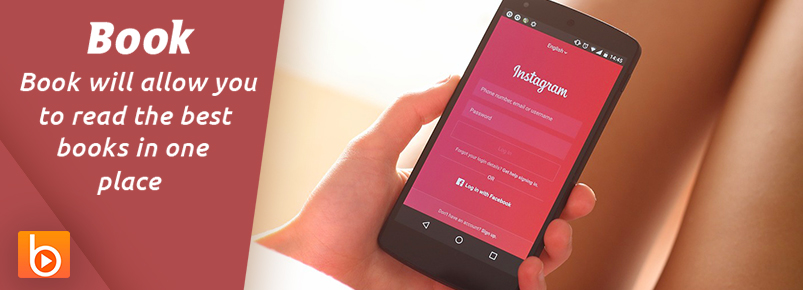 Book
Book will allow you
to read the best
books in one
place
14:45
English
Instagram
Phone number, email or username
Password
Log In
Forgot your login details? Get help signing in.
OR
Log In with Facebook
Don't have an account? Sign up.
b